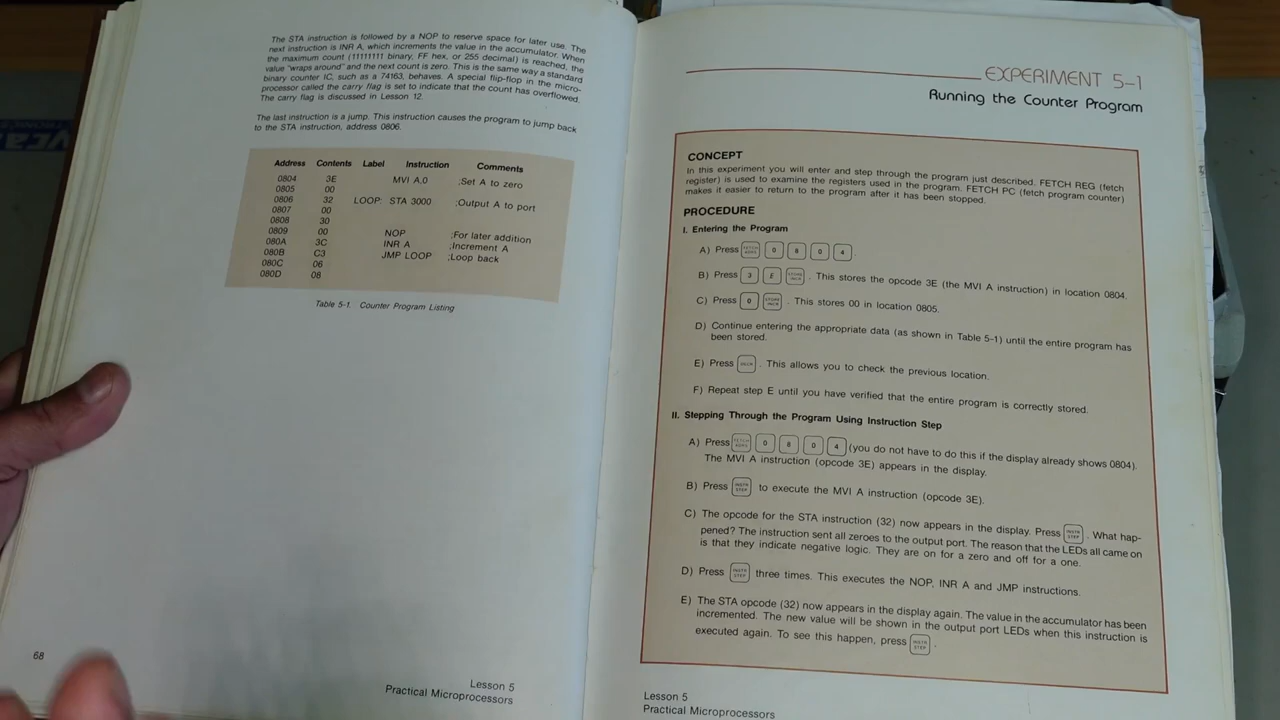 The STA instruction is followed by a NOP to reserve space for later use. The
next instruction is INR A, which increments the value in the accumulator. When
the maximum count (11111111 binary, FF hex, or 255 decimal) is reached, the
value "wraps around" and the next count is zero. This is the same way a standard
binary counter IC, such as a 74163, behaves. A special flip-flop in the micro-
processor called the carry flag is set to indicate that the count has overflowed.
The carry flag is discussed in Lesson 12.
The last instruction is a jump. This instruction causes the program to jump back
to the STA instruction, address 0806.
Address Contents Label Instruction Comments
0804 3E MVI A,0 ;Set A to zero
0805 00
0806 32 LOOP: STA 3000 ;Output A to port
0807 00
0808 30
0809 00 NOP ;For later addition
080A 3C INR A ;Increment A
080B C3 JMP LOOP ;Loop back
080C 06
080D 08
Table 5-1. Counter Program Listing
68
Lesson 5
Practical Microprocessors
EXPERIMENT 5-1
Running the Counter Program
CONCEPT
In this experiment you will enter and step through the program just described. FETCH REG (fetch
register) is used to examine the registers used in the program. FETCH PC (fetch program counter)
makes it easier to return to the program after it has been stopped.
PROCEDURE
I. Entering the Program
A) Press FETCH ADRS 0 8 0 4 .
B) Press 3 E STORE INCR . This stores the opcode 3E (the MVI A instruction) in location 0804.
C) Press 0 STORE INCR . This stores 00 in location 0805.
D) Continue entering the appropriate data (as shown in Table 5-1) until the entire program has
been stored.
E) Press . This allows you to check the previous location.
F) Repeat step E until you have verified that the entire program is correctly stored.
II. Stepping Through the Program Using Instruction Step
A) Press FETCH ADRS 0 8 0 4 (you do not have to do this if the display already shows 0804).
The MVI A instruction (opcode 3E) appears in the display.
B) Press INSTR STEP to execute the MVI A instruction (opcode 3E).
C) The opcode for the STA instruction (32) now appears in the display. Press INSTR STEP . What hap-
pened? The instruction sent all zeroes to the output port. The reason that the LEDs all came on
is that they indicate negative logic. They are on for a zero and off for a one.
D) Press INSTR STEP three times. This executes the NOP, INR A and JMP instructions.
E) The STA opcode (32) now appears in the display again. The value in the accumulator has been
incremented. The new value will be shown in the output port LEDs when this instruction is
executed again. To see this happen, press INSTR STEP .
Lesson 5
Practical Microprocessors